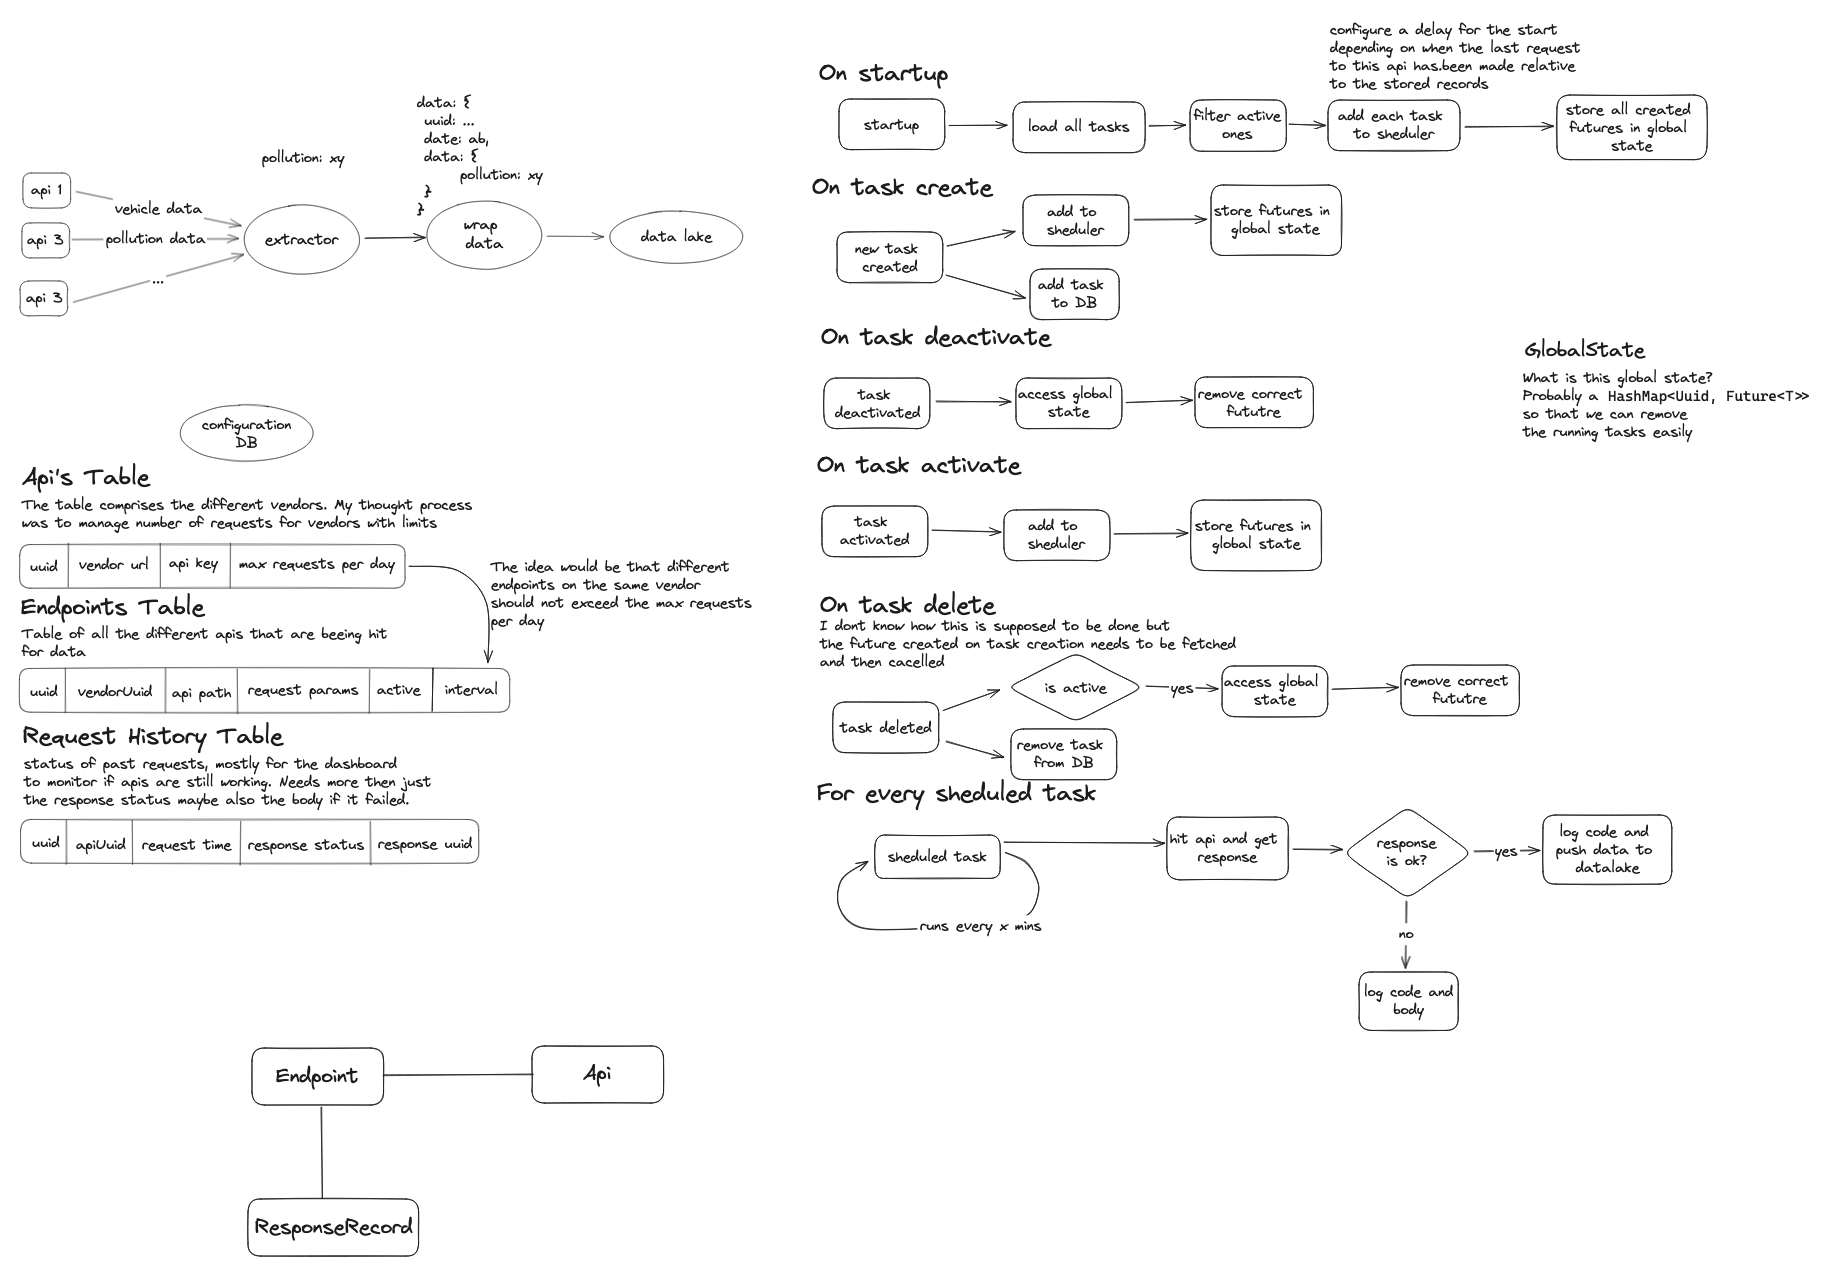 data: {
uuid: ...
date: ab,
data: {
pollution: xy
}
}
pollution: xy
api 1
vehicle data
api 3
pollution data
api 3
...
extractor
wrap
data
data lake
configuration
DB
Api's Table
The table comprises the different vendors. My thought process
was to manage number of requests for vendors with limits
uuid
vendor url
api key
max requests per day
The idea would be that different
endpoints on the same vendor
should not exceed the max requests
per day
Endpoints Table
Table of all the different apis that are beeing hit
for data
uuid
vendorUuid
api path
request params
active
interval
Request History Table
status of past requests, mostly for the dashboard
to monitor if apis are still working. Needs more then just
the response status maybe also the body if it failed.
uuid
apiUuid
request time
response status
response uuid
Endpoint
Api
ResponseRecord
On startup
configure a delay for the start
depending on when the last request
to this api has.been made relative
to the stored records
startup
load all tasks
filter active
ones
add each task
to sheduler
store all created
futures in global
state
On task create
new task
created
add to
sheduler
store futures in
global state
add task
to DB
On task deactivate
task
deactivated
access global
state
remove correct
fututre
GlobalState
What is this global state?
Probably a HashMap<Uuid, Future<T>>
so that we can remove
the running tasks easily
On task activate
task
activated
add to
sheduler
store futures in
global state
On task delete
I dont know how this is supposed to be done but
the future created on task creation needs to be fetched
and then cacelled
task deleted
is active
yes
access global
state
remove correct
fututre
remove task
from DB
For every sheduled task
sheduled task
runs every x mins
hit api and get
response
response
is ok?
yes
log code and
push data to
datalake
no
log code and
body